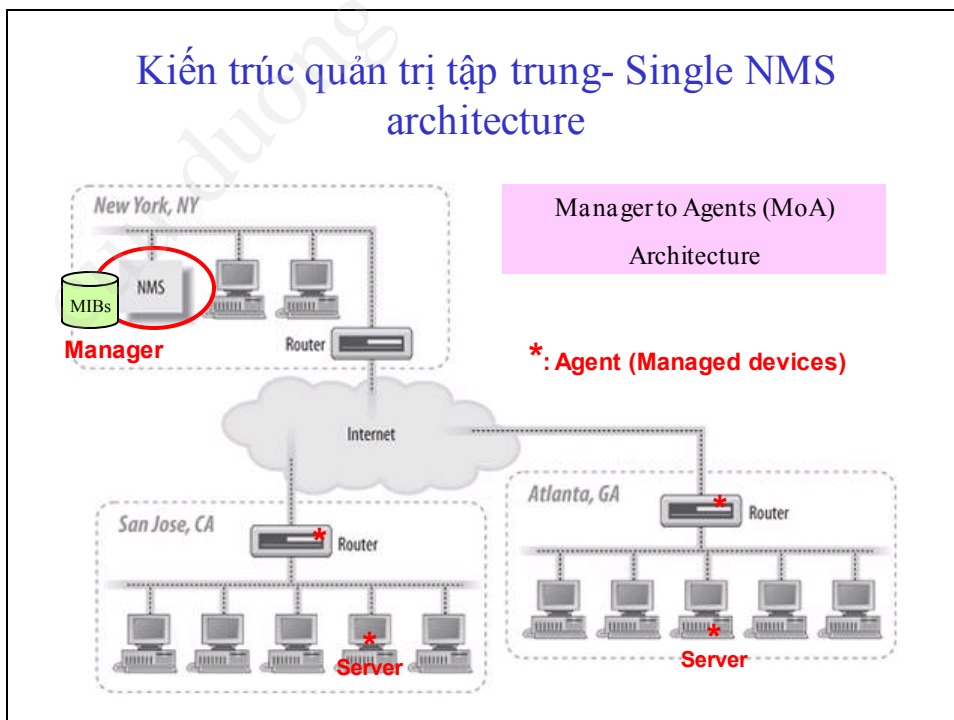 Kiến trúc quản trị tập trung- Single NMS
architecture
New York, NY
Manager to Agents (MoA)
Architecture
NMS
MIBs
Manager
Router
*: Agent (Managed devices)
Internet
Atlanta, GA
San Jose, CA
*
Router
*
Router
*
Server
*
Server